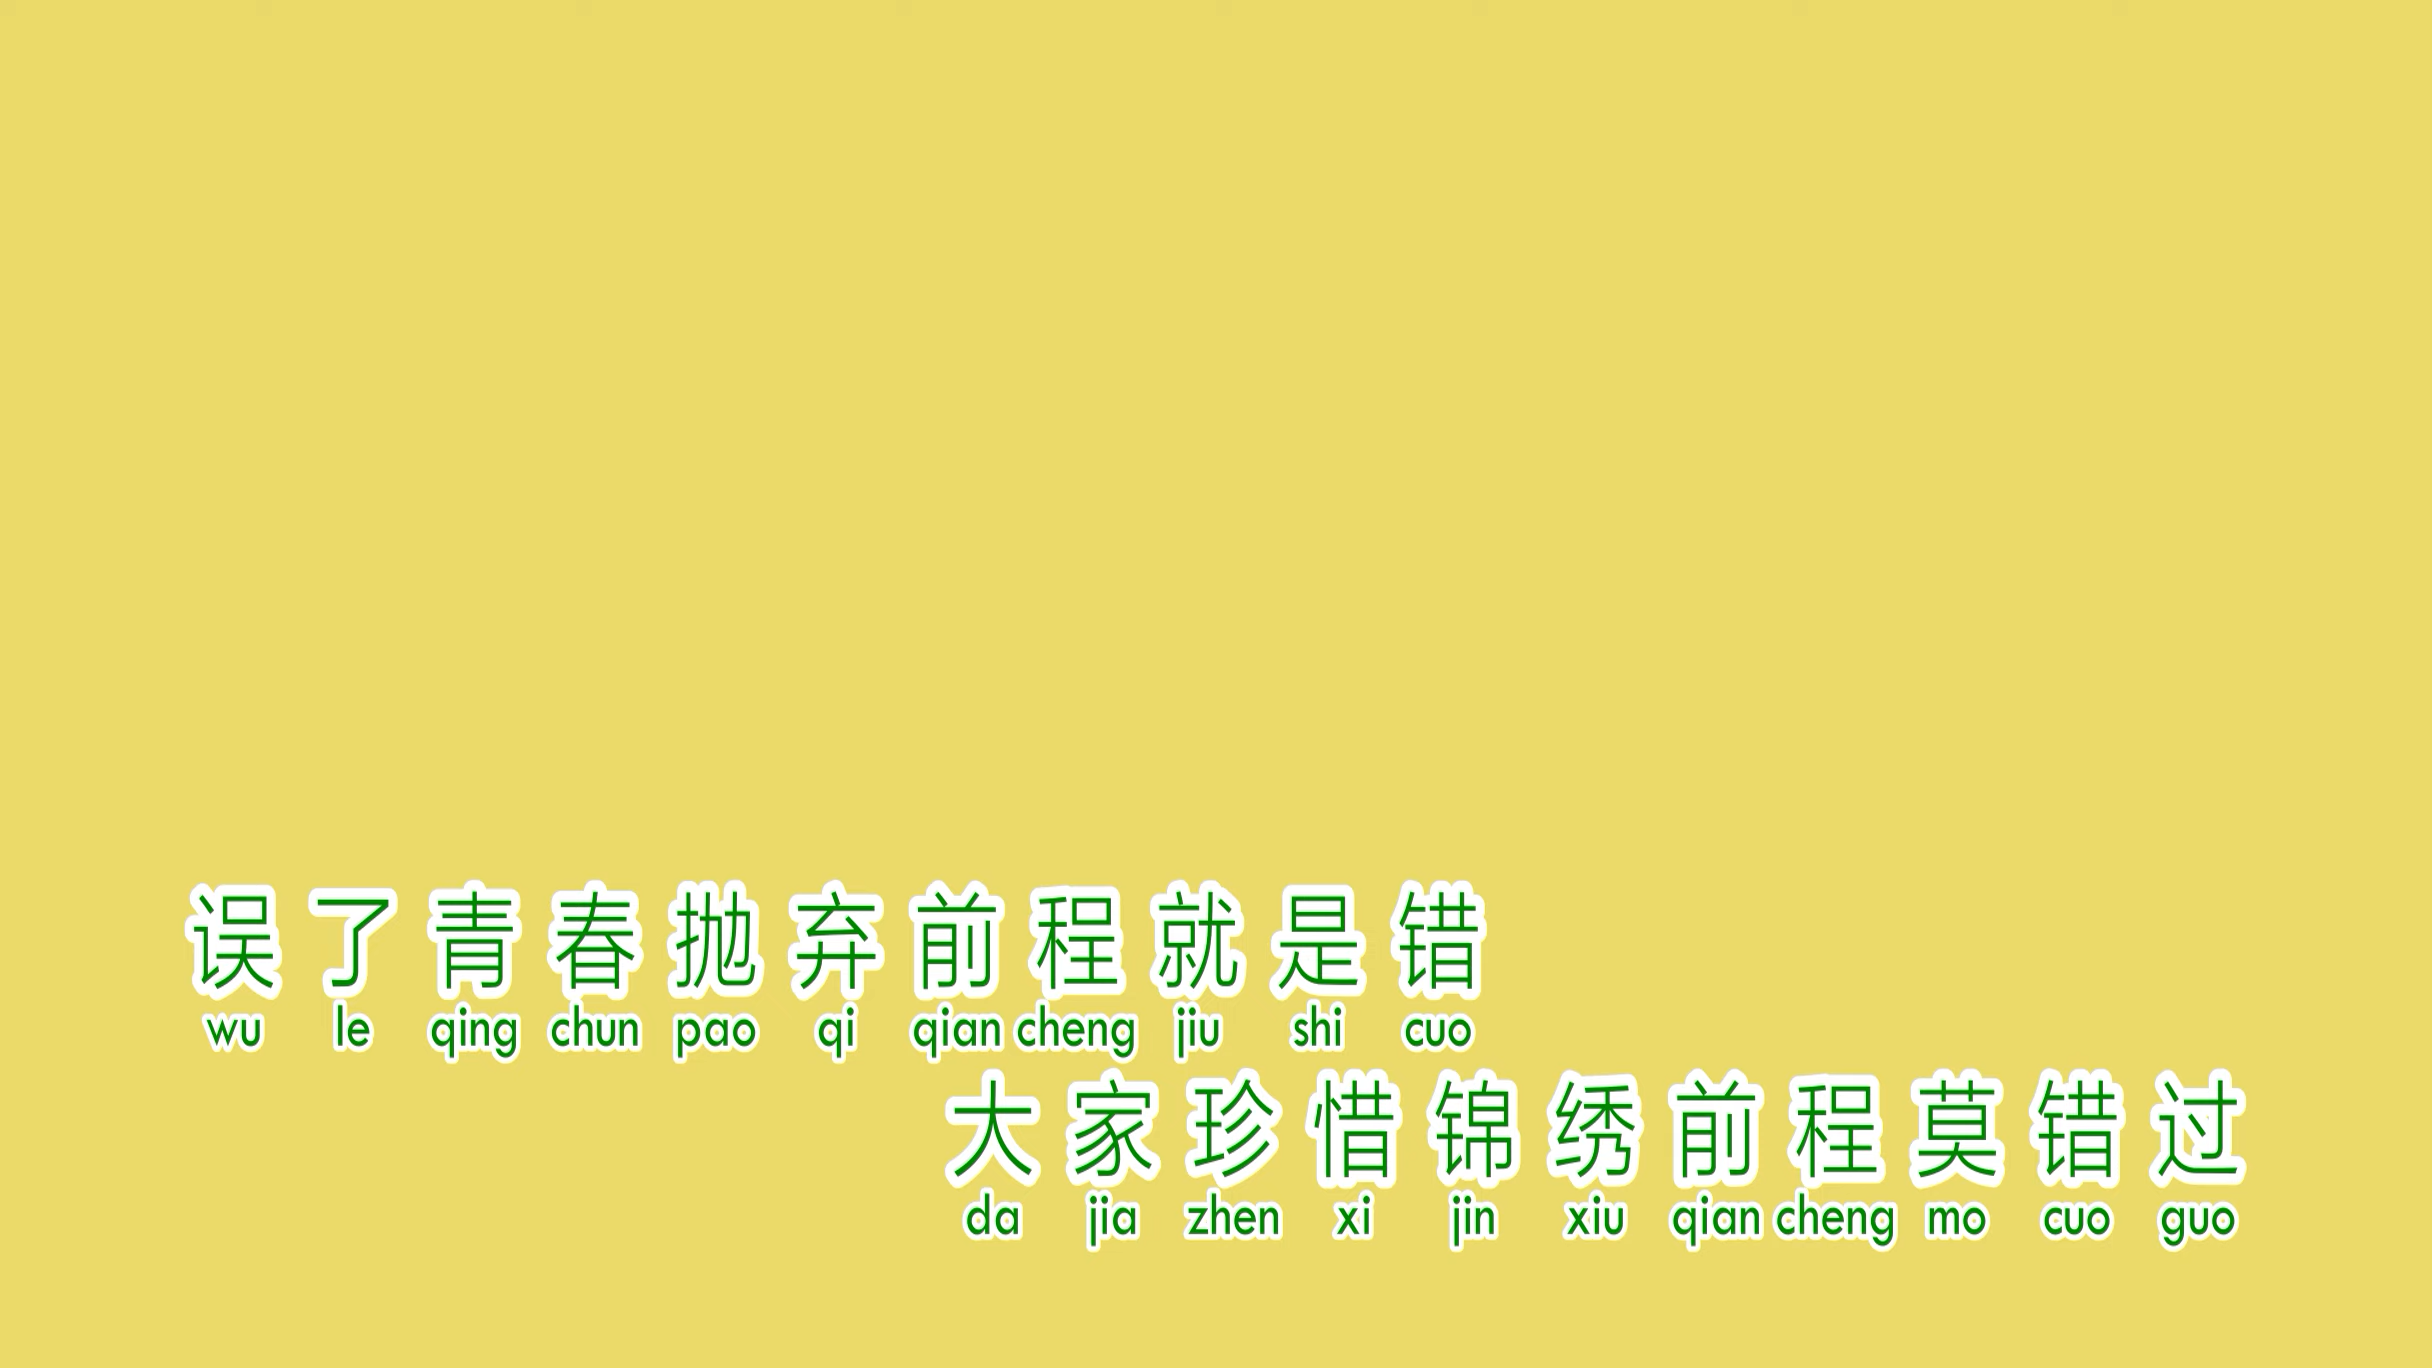 误了青春抛弃前程就是错
wu le qing chun pao qi qian cheng jiu shi cuo
大家珍惜锦绣前程莫错过
da jia zhen xi jin xiu qian cheng mo cuo guo